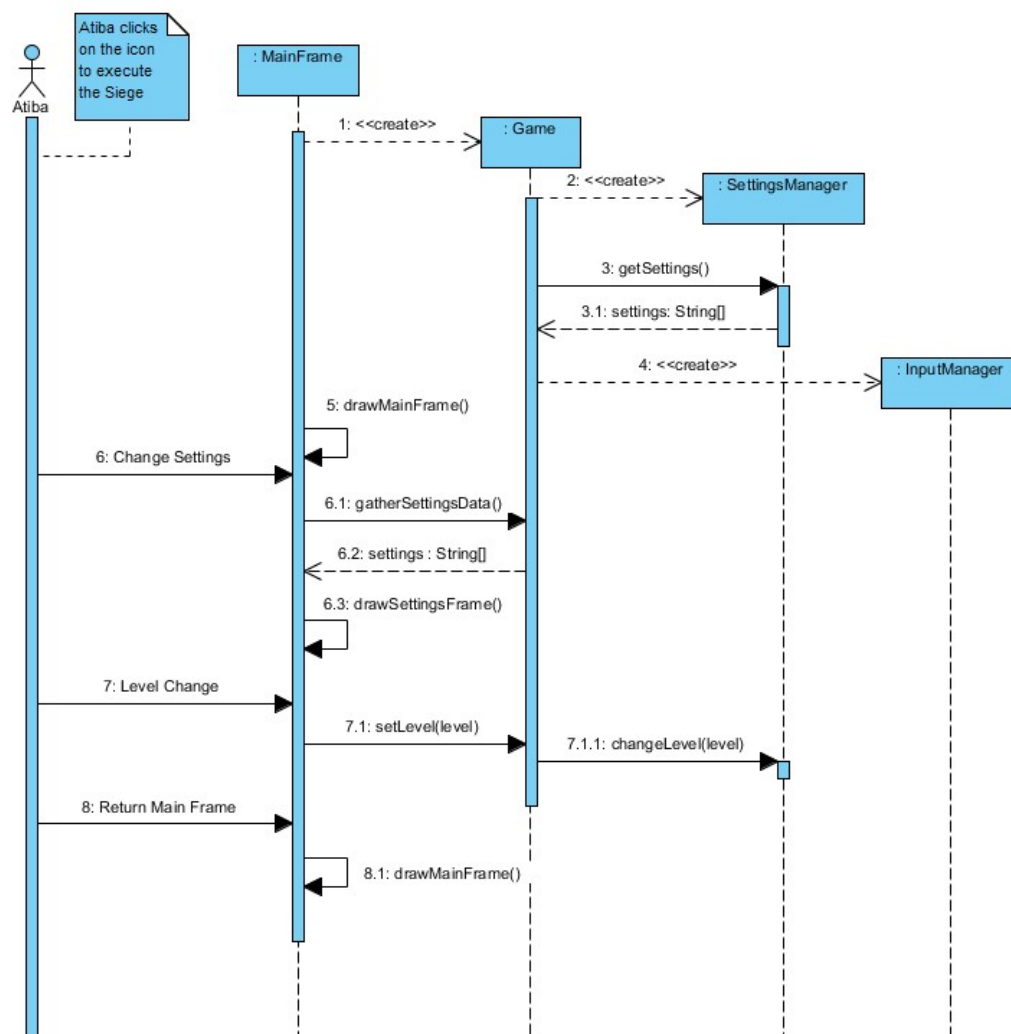 Atiba clicks
on the icon
to execute
the Siege
Atiba
: MainFrame
1: <<create>>
: Game
2: <<create>>
: SettingsManager
3: getSettings()
3.1: settings: String[]
4: <<create>>
: InputManager
5: drawMainFrame()
6: Change Settings
6.1: gatherSettingsData()
6.2: settings : String[]
6.3: drawSettingsFrame()
7: Level Change
7.1: setLevel(level)
7.1.1: changeLevel(level)
8: Return Main Frame
8.1: drawMainFrame()